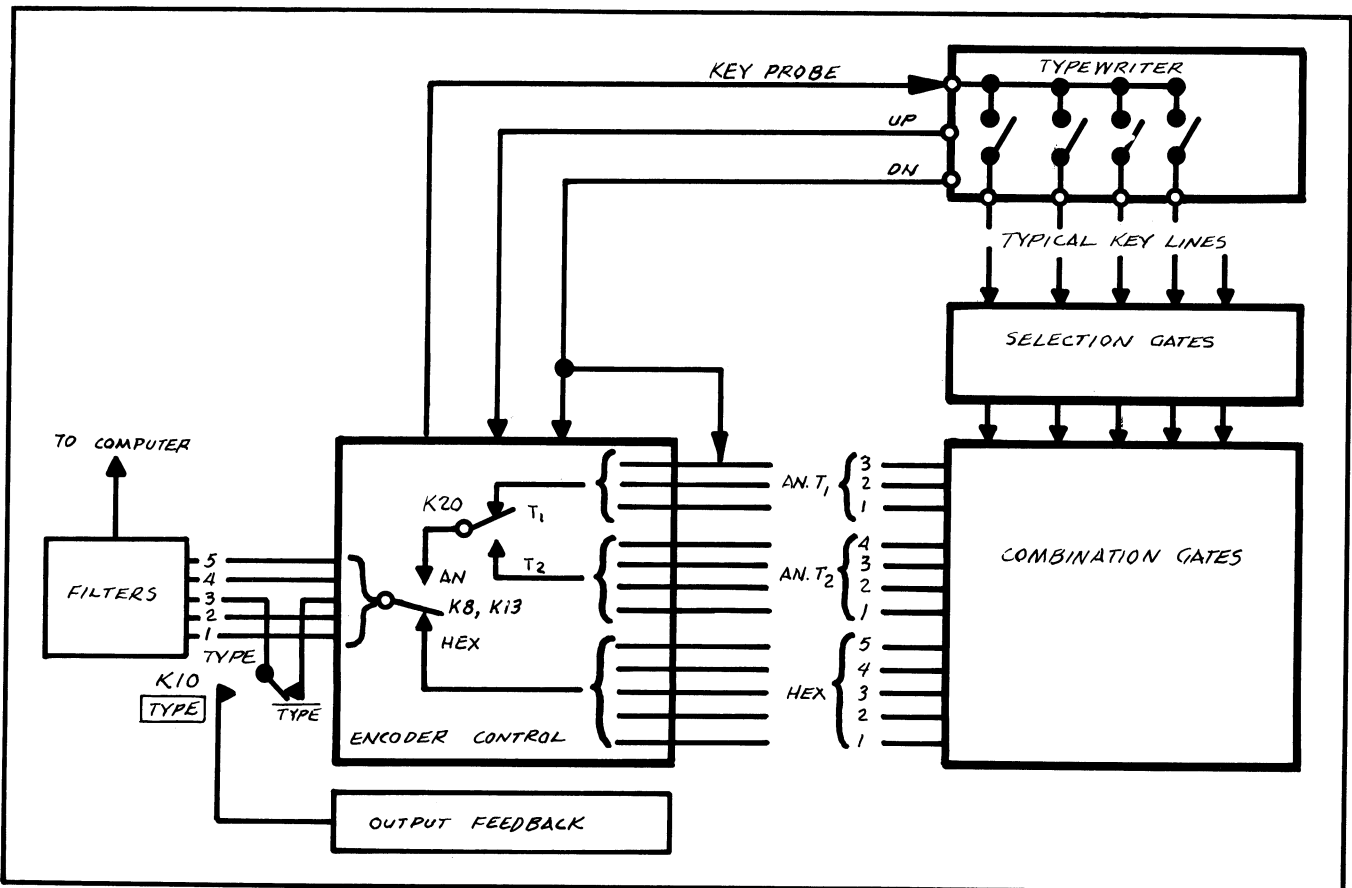 KEY PROBE
TYPEWRITER
UP
DN
TYPICAL KEY LINES
SELECTION GATES
TO COMPUTER
FILTERS
5
4
3
2
1
TYPE
K10
TYPE
TYPE
K20
T1
T2
AN
K8, K13
HEX
ENCODER CONTROL
OUTPUT FEEDBACK
AN. T1
3
2
1
AN. T2
4
3
2
1
HEX
5
4
3
2
1
COMBINATION GATES